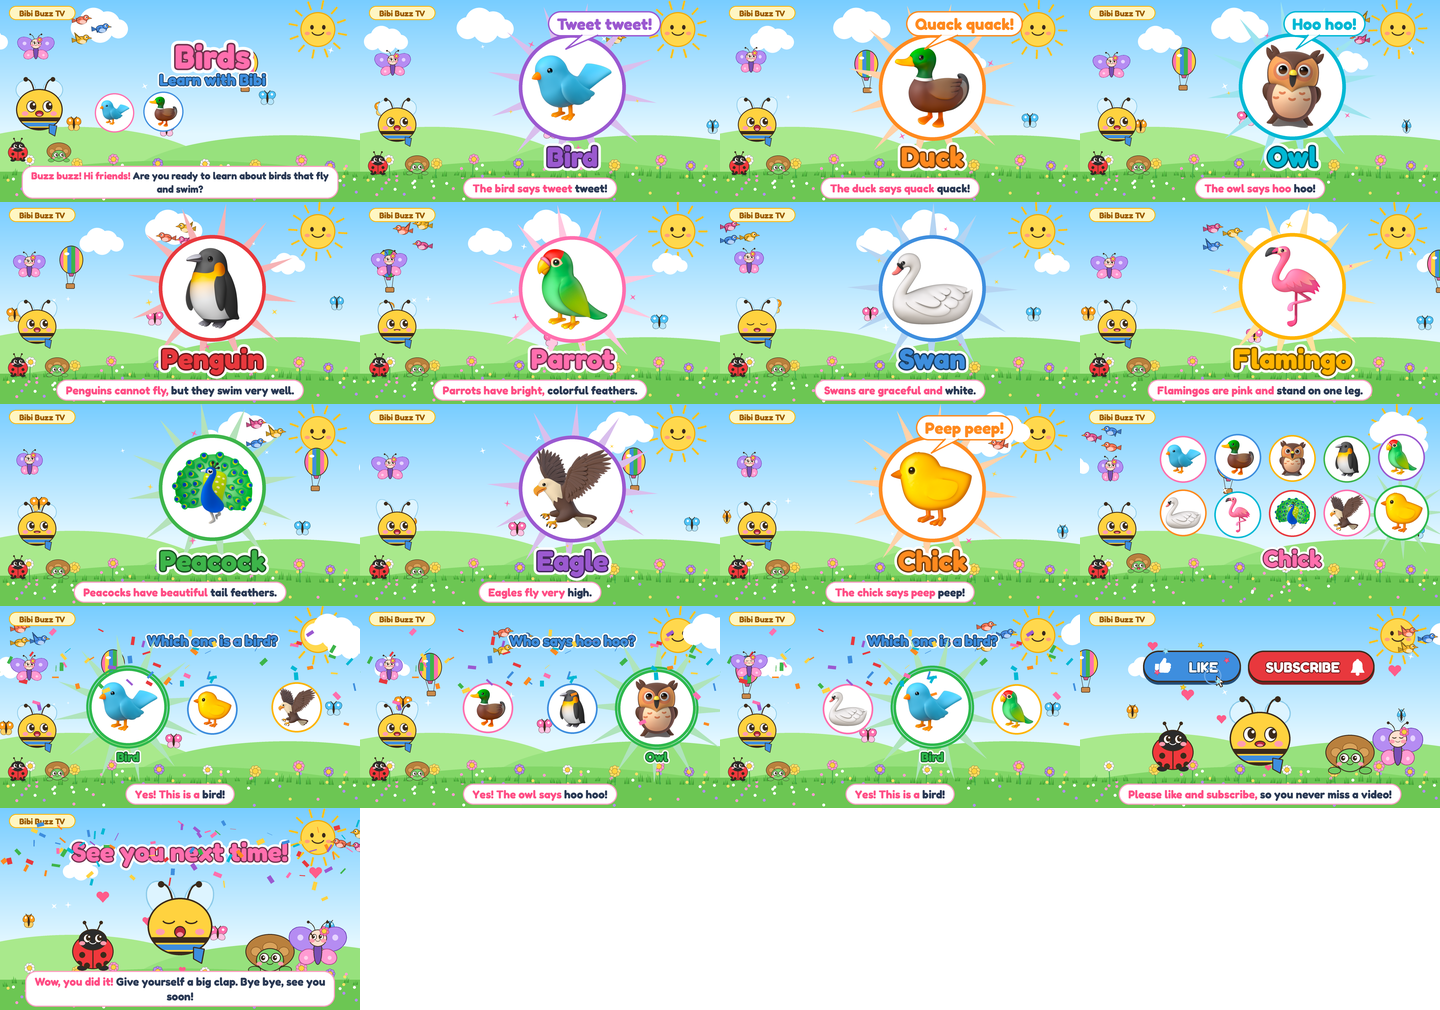 Bibi Buzz TV
Birds
Learn with Bibi
Buzz buzz! Hi friends! Are you ready to learn about birds that fly
and swim?
Bibi Buzz TV
Tweet tweet!
Bird
The bird says tweet tweet!
Bibi Buzz TV
Quack quack!
Duck
The duck says quack quack!
Bibi Buzz TV
Hoo hoo!
Owl
The owl says hoo hoo!
Bibi Buzz TV
Penguin
Penguins cannot fly, but they swim very well.
Bibi Buzz TV
Parrot
Parrots have bright, colorful feathers.
Bibi Buzz TV
Swan
Swans are graceful and white.
Bibi Buzz TV
Flamingo
Flamingos are pink and stand on one leg.
Bibi Buzz TV
Peacock
Peacocks have beautiful tail feathers.
Bibi Buzz TV
Eagle
Eagles fly very high.
Bibi Buzz TV
Peep peep!
Chick
The chick says peep peep!
Bibi Buzz TV
Chick
Bibi Buzz TV
Which one is a bird?
Bird
Yes! This is a bird!
Bibi Buzz TV
Who says hoo hoo?
Owl
Yes! The owl says hoo hoo!
Bibi Buzz TV
Which one is a bird?
Bird
Yes! This is a bird!
Bibi Buzz TV
LIKE
SUBSCRIBE
Please like and subscribe, so you never miss a video!
Bibi Buzz TV
See you next time!
Wow, you did it! Give yourself a big clap. Bye bye, see you
soon!